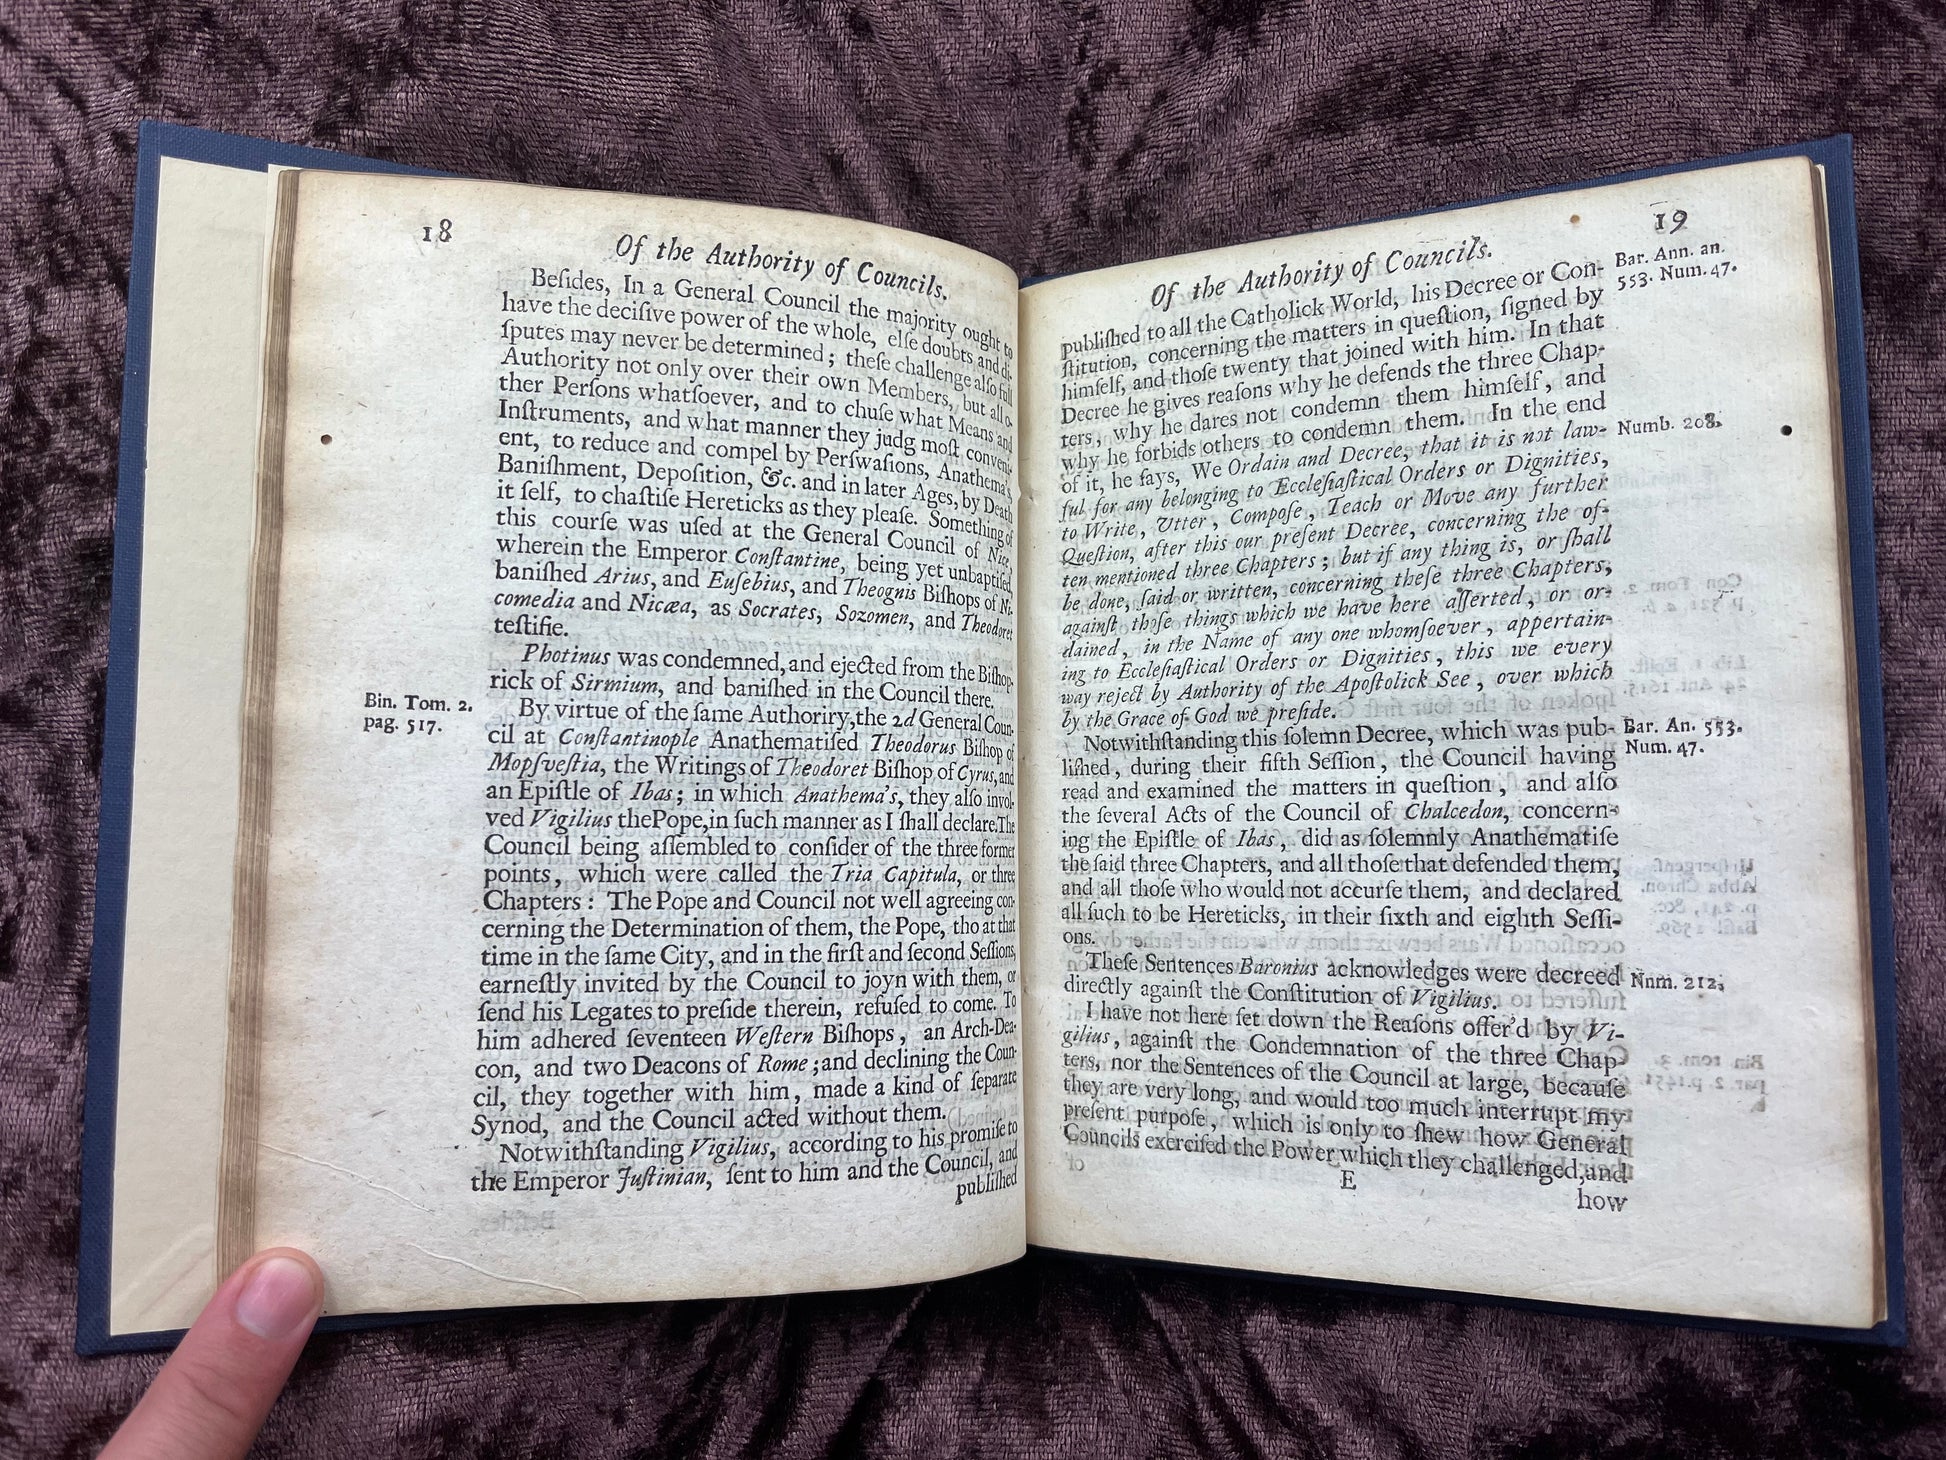 18
Of the Authority of Councils.
Beſides, In a General Council the majority ought to
have the deciſive power of the whole, elſe doubts and di-
ſputes may never be determined; theſe challenge alſo full
Authority not only over their own Members, but all o-
ther Perſons whatſoever, and to chuſe what Means and
Inſtruments, and what manner they judg moſt conveni-
ent, to reduce and compel by Perſwaſions, Anathema's,
Baniſhment, Depoſition, &c. and in later Ages, by Death
it ſelf, to chaſtiſe Hereticks as they pleaſe. Something of
this courſe was uſed at the General Council of Nice,
wherein the Emperor Conſtantine, being yet unbaptiſed,
baniſhed Arius, and Euſebius, and Theognis Biſhops of Ni-
comedia and Nicæa, as Socrates, Sozomen, and Theodoret
teſtifie.
Photinus was condemned, and ejected from the Biſhop-
rick of Sirmium, and baniſhed in the Council there.
Bin. Tom. 2.
pag. 517.
By virtue of the ſame Authoriry, the 2d General Coun-
cil at Conſtantinople Anathematiſed Theodorus Biſhop of
Mopſveſtia, the Writings of Theodoret Biſhop of Cyrus, and
an Epiſtle of Ibas; in which Anathema's, they alſo invol-
ved Vigilius the Pope, in ſuch manner as I ſhall declare. The
Council being aſſembled to conſider of the three former
points, which were called the Tria Capitula, or three
Chapters: The Pope and Council not well agreeing con-
cerning the Determination of them, the Pope, tho at that
time in the ſame City, and in the firſt and ſecond Seſſions,
earneſtly invited by the Council to joyn with them, or
ſend his Legates to preſide therein, refuſed to come. To
him adhered ſeventeen Weſtern Biſhops, an Arch-Dea-
con, and two Deacons of Rome; and declining the Coun-
cil, they together with him, made a kind of ſeparate
Synod, and the Council acted without them.
Notwithſtanding Vigilius, according to his promiſe to
the Emperor Juſtinian, ſent to him and the Council, and
publiſhed
19
Of the Authority of Councils.
Bar. Ann. an.
553. Num. 47.
publiſhed to all the Catholick World, his Decree or Con-
ſtitution, concerning the matters in queſtion, ſigned by
himſelf, and thoſe twenty that joined with him. In that
Decree he gives reaſons why he defends the three Chap-
ters, why he dares not condemn them himſelf, and
why he forbids others to condemn them. In the end
Numb. 208.
of it, he ſays, We Ordain and Decree, that it is not law-
ful for any belonging to Eccleſiaſtical Orders or Dignities,
to Write, Utter, Compoſe, Teach or Move any further
Queſtion, after this our preſent Decree, concerning the of-
ten mentioned three Chapters; but if any thing is, or ſhall
be done, ſaid or written, concerning theſe three Chapters,
againſt thoſe things which we have here aſſerted, or or-
dained, in the Name of any one whomſoever, appertain-
ing to Eccleſiaſtical Orders or Dignities, this we every
way reject by Authority of the Apoſtolick See, over which
by the Grace of God we preſide.
Bar. An. 553.
Num. 47.
Notwithſtanding this ſolemn Decree, which was pub-
liſhed, during their fifth Seſſion, the Council having
read and examined the matters in queſtion, and alſo
the ſeveral Acts of the Council of Chalcedon, concern-
ing the Epiſtle of Ibas, did as ſolemnly Anathematiſe
the ſaid three Chapters, and all thoſe that defended them,
and all thoſe who would not accurſe them, and declared
all ſuch to be Hereticks, in their ſixth and eighth Seſſi-
ons.
Theſe Sentences Baronius acknowledges were decreed
Nnm. 212.
directly againſt the Conſtitution of Vigilius.
I have not here ſet down the Reaſons offer'd by Vi-
gilius, againſt the Condemnation of the three Chap-
ters, nor the Sentences of the Council at large, becauſe
they are very long, and would too much interrupt my
preſent purpoſe, which is only to ſhew how General
Councils exerciſed the Power which they challenged, and
E
how